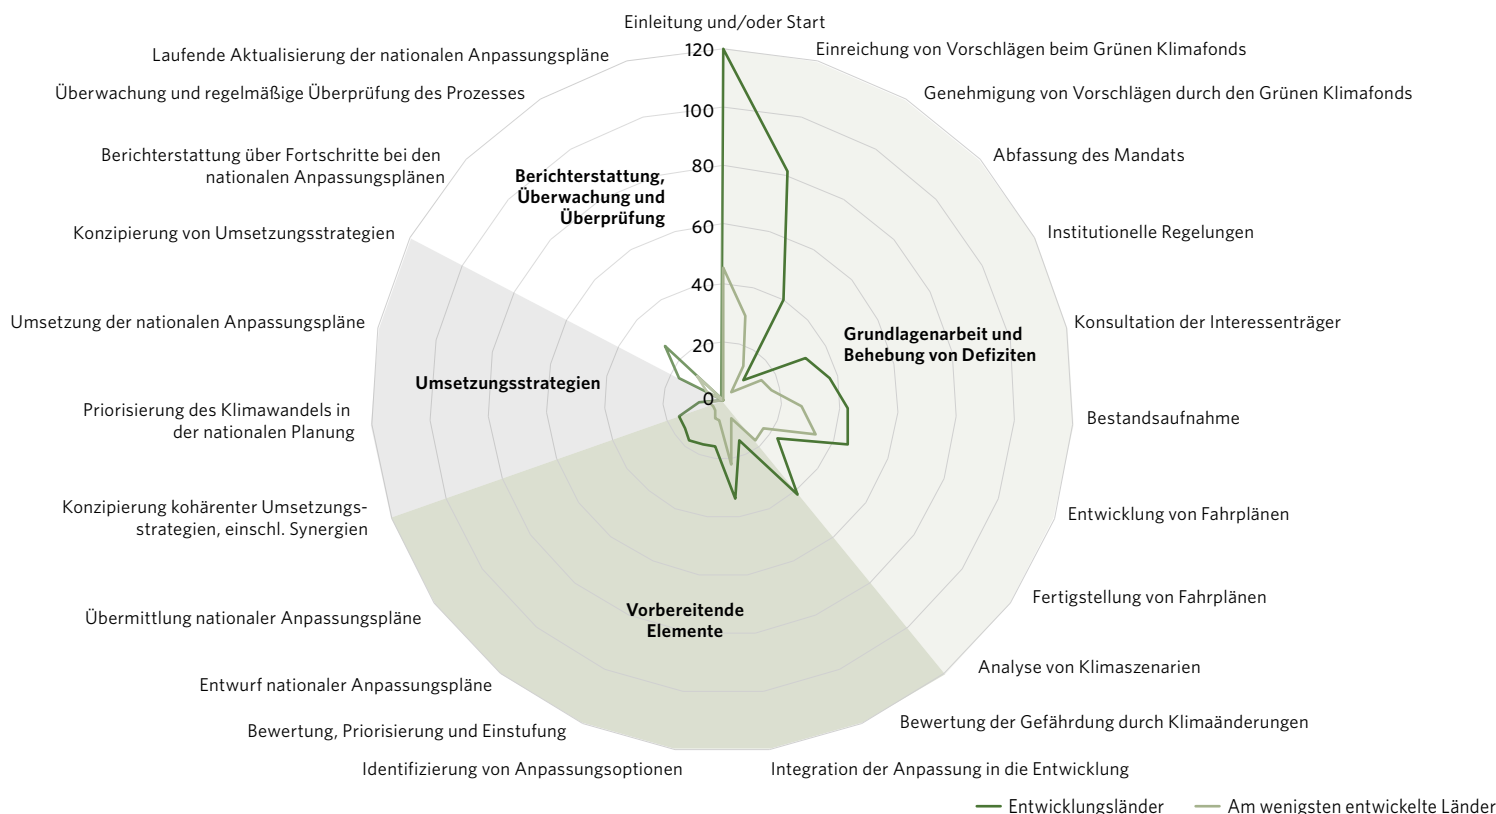 Einleitung und/oder Start
Einreichung von Vorschlägen beim Grünen Klimafonds
Genehmigung von Vorschlägen durch den Grünen Klimafonds
Abfassung des Mandats
Institutionelle Regelungen
Konsultation der Interessenträger
Bestandsaufnahme
Entwicklung von Fahrplänen
Fertigstellung von Fahrplänen
Analyse von Klimaszenarien
Bewertung der Gefährdung durch Klimaänderungen
Integration der Anpassung in die Entwicklung
Identifizierung von Anpassungsoptionen
Bewertung, Priorisierung und Einstufung
Entwurf nationaler Anpassungspläne
Übermittlung nationaler Anpassungspläne
Konzipierung kohärenter Umsetzungs-
strategien, einschl. Synergien
Priorisierung des Klimawandels in
der nationalen Planung
Umsetzung der nationalen Anpassungspläne
Konzipierung von Umsetzungsstrategien
Berichterstattung über Fortschritte bei den
nationalen Anpassungsplänen
Überwachung und regelmäßige Überprüfung des Prozesses
Laufende Aktualisierung der nationalen Anpassungspläne
120
100
80
60
40
20
0
Berichterstattung,
Überwachung und
Überprüfung
Grundlagenarbeit und
Behebung von Defiziten
Umsetzungsstrategien
Vorbereitende
Elemente
Entwicklungsländer
Am wenigsten entwickelte Länder